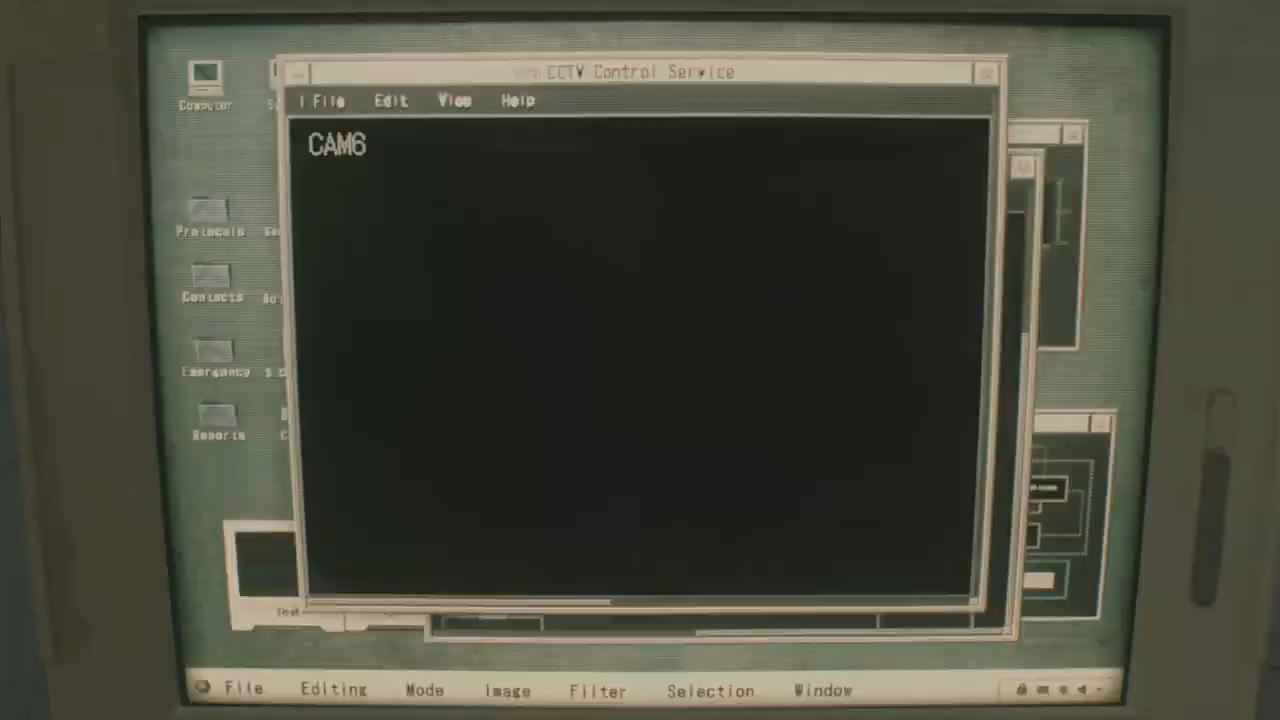 CCTV Control Service
File Edit View Help
CAM6
Computer
Protocols
Contacts
Emergency
Reports
Test
File Editing Mode Image Filter Selection Window